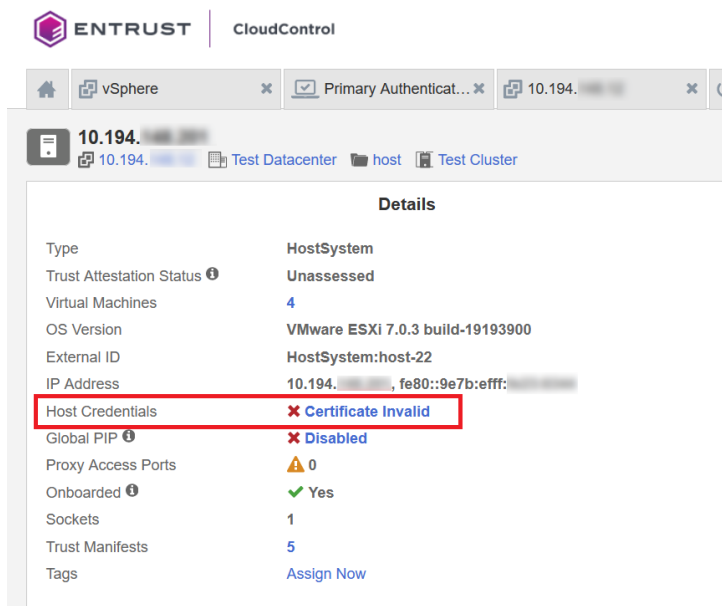 ENTRUST CloudControl
vSphere Primary Authenticat... 10.194.
10.194.
10.194. Test Datacenter host Test Cluster
Details
Type HostSystem
Trust Attestation Status Unassessed
Virtual Machines 4
OS Version VMware ESXi 7.0.3 build-19193900
External ID HostSystem:host-22
IP Address 10.194. , fe80::9e7b:efff:
Host Credentials Certificate Invalid
Global PIP Disabled
Proxy Access Ports 0
Onboarded Yes
Sockets 1
Trust Manifests 5
Tags Assign Now